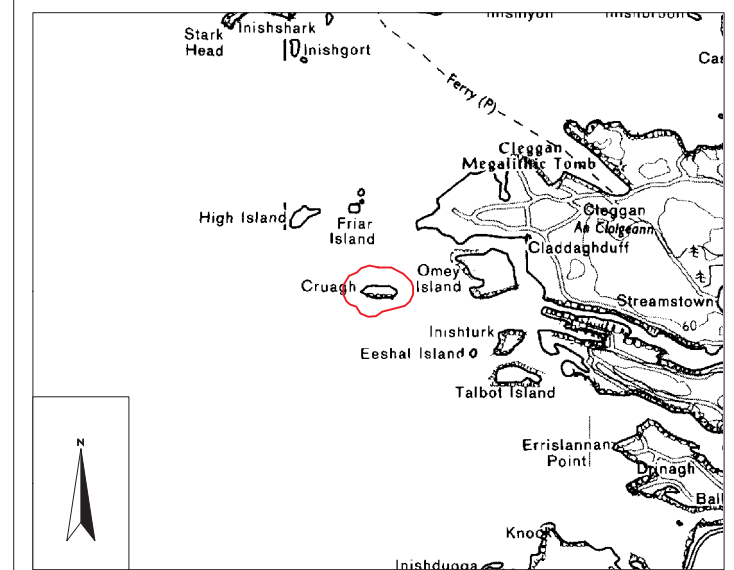 Inishshark
Stark
Head
Inishgort
Ferry (P)
Cleggan
Megalithic Tomb
High Island
Friar
Island
Cleggan
An Cloigeann
Claddaghduff
Omey
Island
Cruagh
Streamstown
60
Inishturk
Eeshal Island
Talbot Island
Errislannan
Point
Drinagh
Knock
N